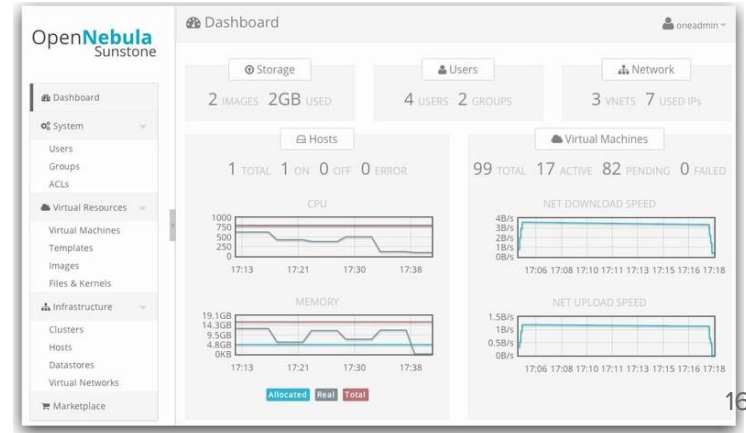 OpenNebula
Sunstone
Dashboard
System
Users
Groups
ACLs
Virtual Resources
Virtual Machines
Templates
Images
Files & Kernels
Infrastructure
Clusters
Hosts
Datastores
Virtual Networks
Marketplace
Dashboard
oneadmin
Storage
2 IMAGES 2GB USED
Users
4 USERS 2 GROUPS
Network
3 VNETS 7 USED IPs
Hosts
1 TOTAL 1 ON 0 OFF 0 ERROR
CPU
1000
750
500
250
0
17:13 17:21 17:30 17:38
MEMORY
19.1GB
14.3GB
9.5GB
4.8GB
0KB
17:13 17:21 17:30 17:38
Allocated Real Total
Virtual Machines
99 TOTAL 17 ACTIVE 82 PENDING 0 FAILED
NET DOWNLOAD SPEED
4B/s
3B/s
2B/s
1B/s
0B/s
17:06 17:08 17:10 17:11 17:13 17:15 17:16 17:18
NET UPLOAD SPEED
1.5B/s
1B/s
0.5B/s
0B/s
17:06 17:08 17:10 17:11 17:13 17:15 17:16 17:18
16